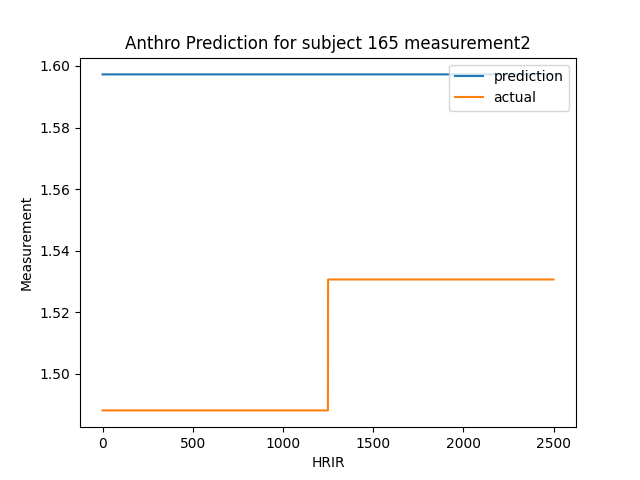 Anthro Prediction for subject 165 measurement2
prediction
actual
1.60
1.58
1.56
1.54
1.52
1.50
Measurement
0 500 1000 1500 2000 2500
HRIR